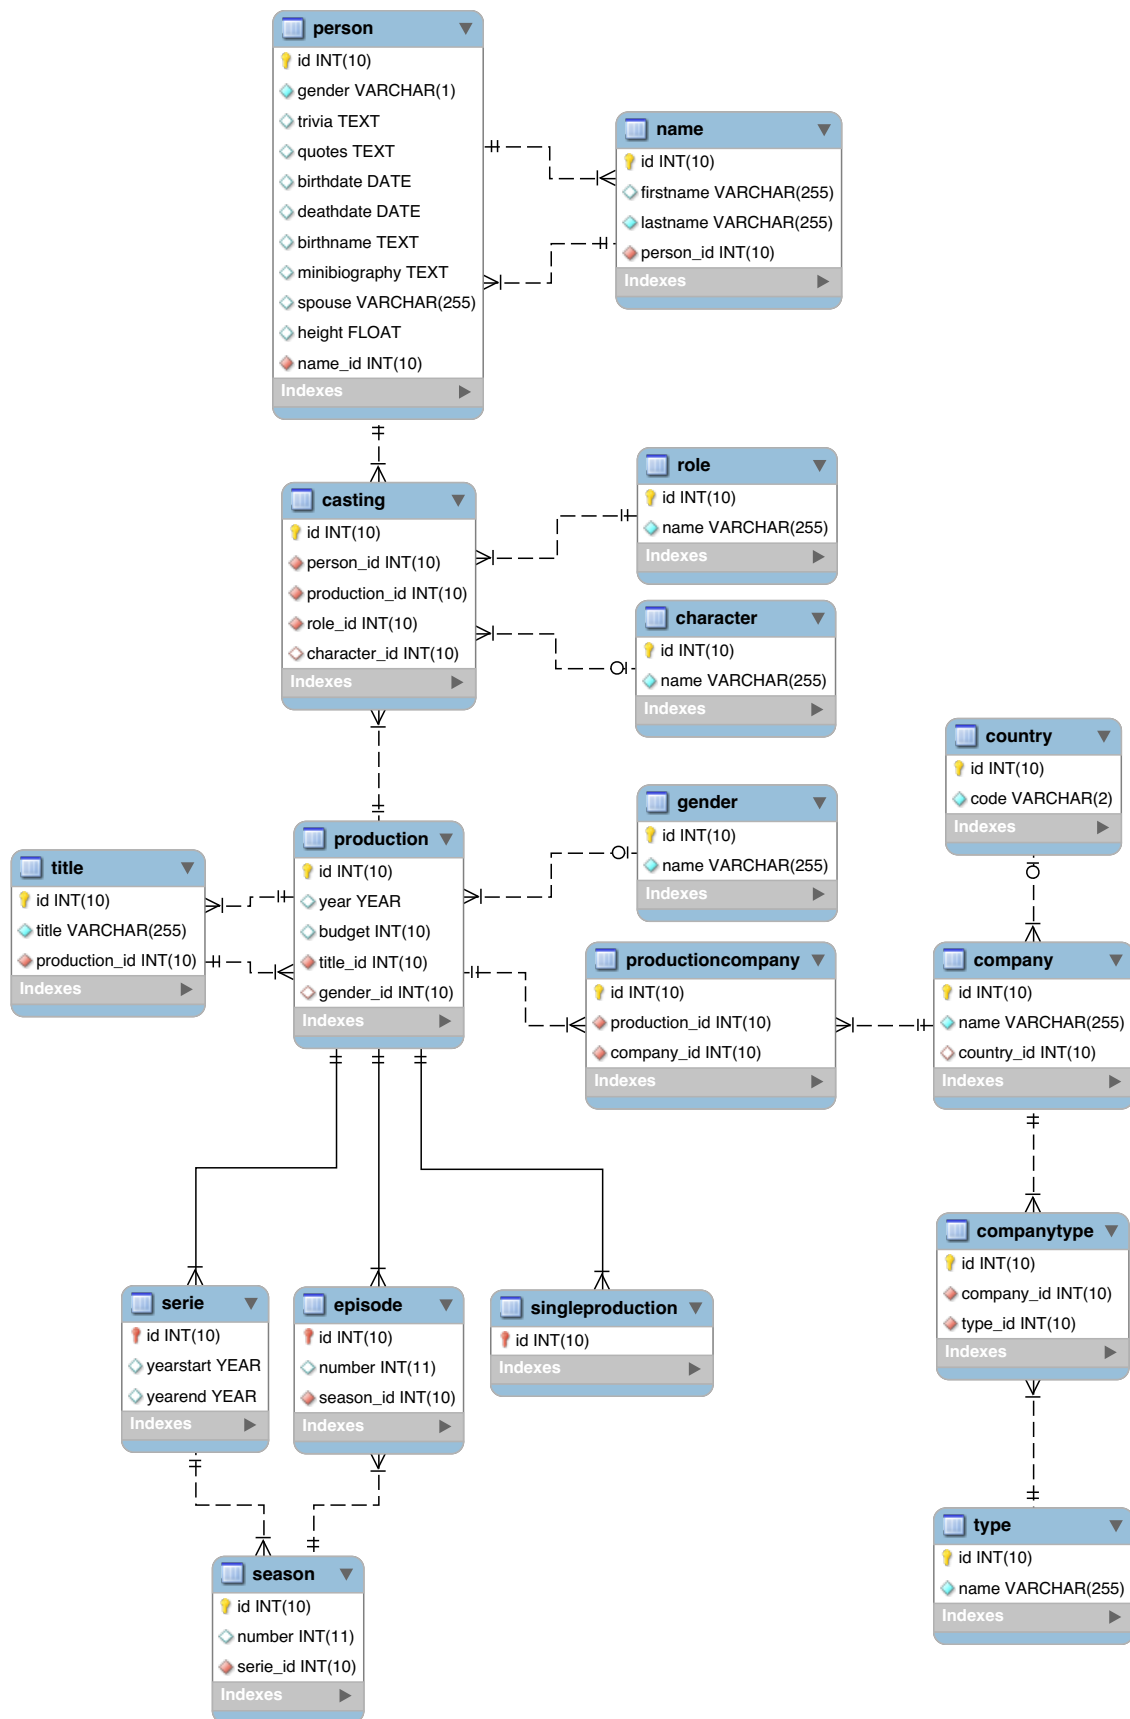 person
id INT(10)
gender VARCHAR(1)
trivia TEXT
quotes TEXT
birthdate DATE
deathdate DATE
birthname TEXT
minibiography TEXT
spouse VARCHAR(255)
height FLOAT
name_id INT(10)
Indexes
name
id INT(10)
firstname VARCHAR(255)
lastname VARCHAR(255)
person_id INT(10)
Indexes
casting
id INT(10)
person_id INT(10)
production_id INT(10)
role_id INT(10)
character_id INT(10)
Indexes
role
id INT(10)
name VARCHAR(255)
Indexes
character
id INT(10)
name VARCHAR(255)
Indexes
country
id INT(10)
code VARCHAR(2)
Indexes
gender
id INT(10)
name VARCHAR(255)
Indexes
production
id INT(10)
year YEAR
budget INT(10)
title_id INT(10)
gender_id INT(10)
Indexes
title
id INT(10)
title VARCHAR(255)
production_id INT(10)
Indexes
productioncompany
id INT(10)
production_id INT(10)
company_id INT(10)
Indexes
company
id INT(10)
name VARCHAR(255)
country_id INT(10)
Indexes
companytype
id INT(10)
company_id INT(10)
type_id INT(10)
Indexes
serie
id INT(10)
yearstart YEAR
yearend YEAR
Indexes
episode
id INT(10)
number INT(11)
season_id INT(10)
Indexes
singleproduction
id INT(10)
Indexes
type
id INT(10)
name VARCHAR(255)
Indexes
season
id INT(10)
number INT(11)
serie_id INT(10)
Indexes